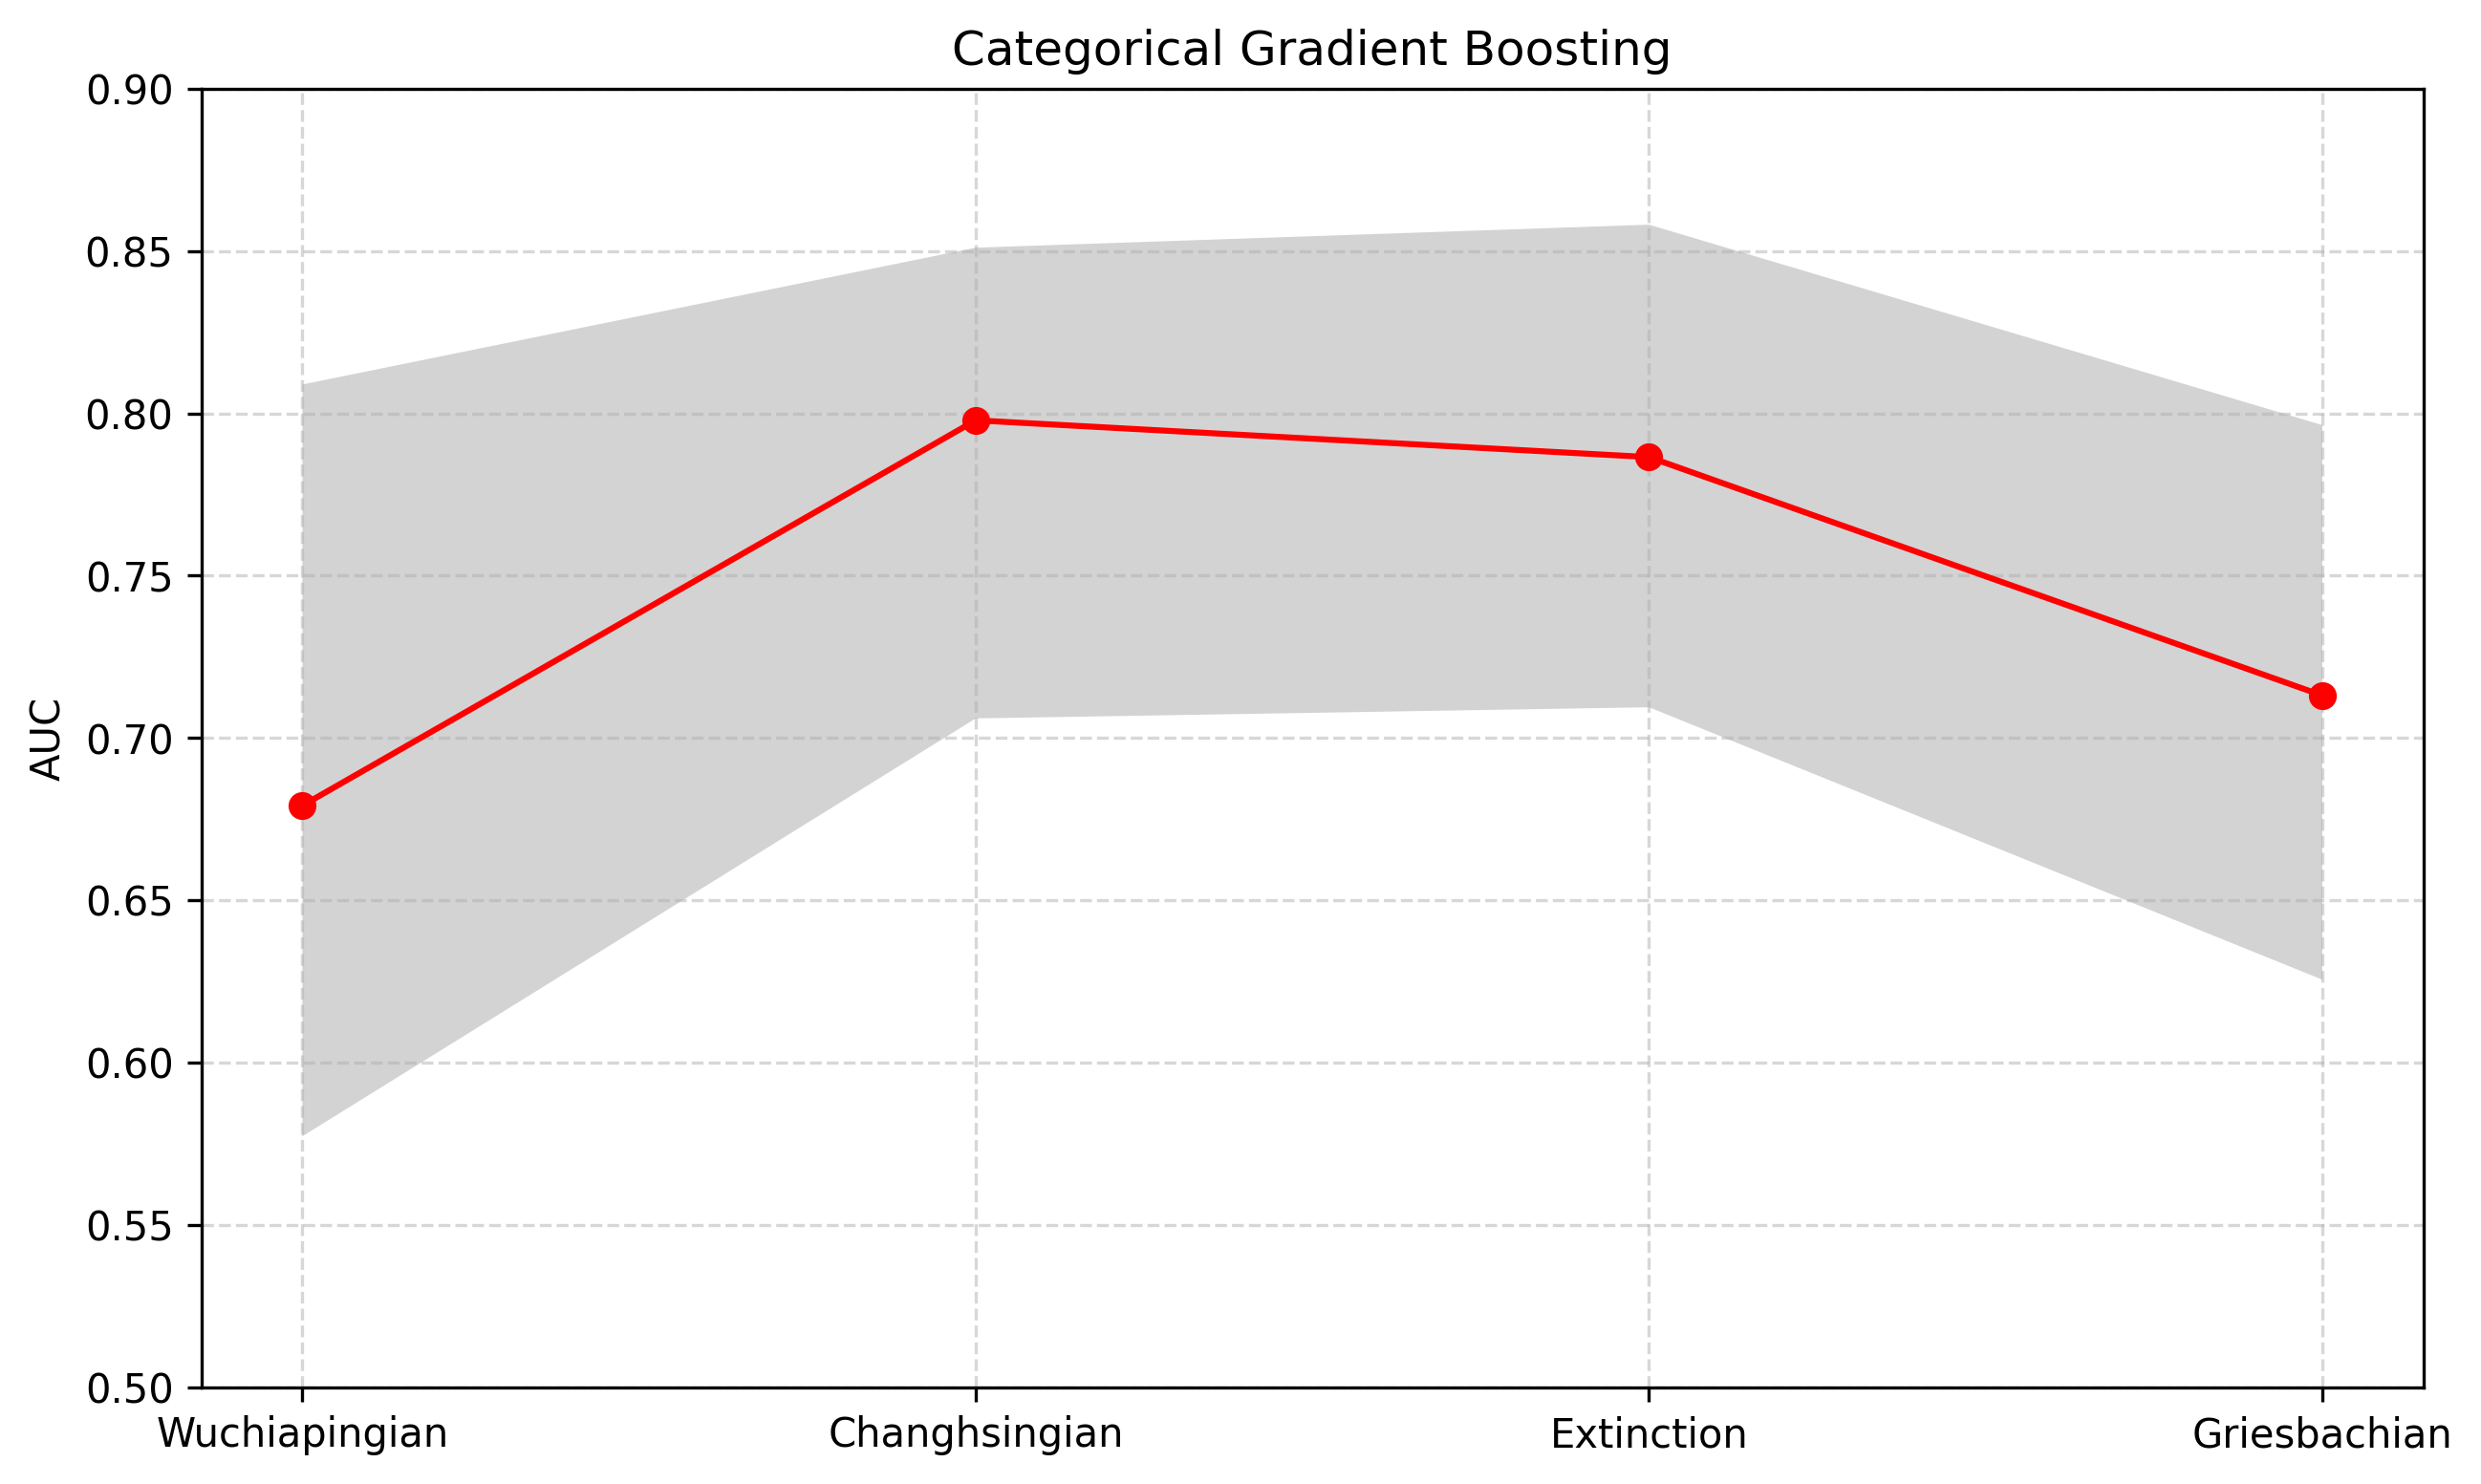 Categorical Gradient Boosting
0.90
0.85
0.80
0.75
0.70
0.65
0.60
0.55
0.50
AUC
Wuchiapingian
Changhsingian
Extinction
Griesbachian